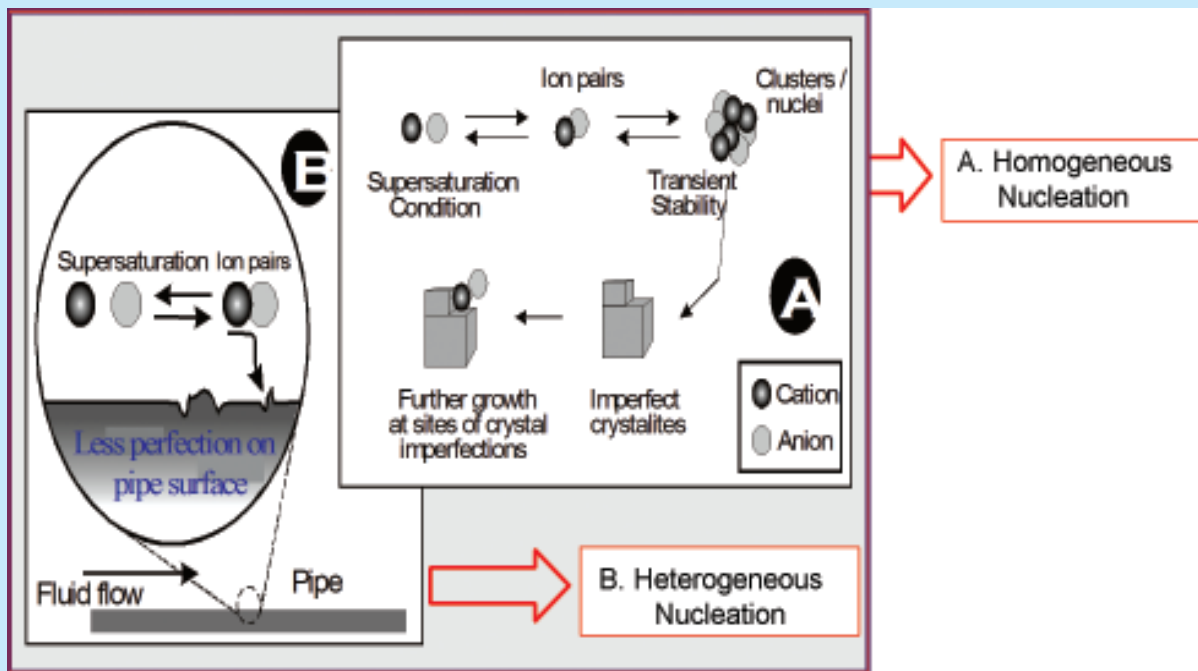 Ion pairs
Clusters /
nuclei
Supersaturation
Condition
Transient
Stability
A
Further growth
at sites of crystal
imperfections
Imperfect
crystalites
Cation
Anion
B
Supersaturation
Ion pairs
Less perfection on
pipe surface
Fluid flow
Pipe
A. Homogeneous
Nucleation
B. Heterogeneous
Nucleation